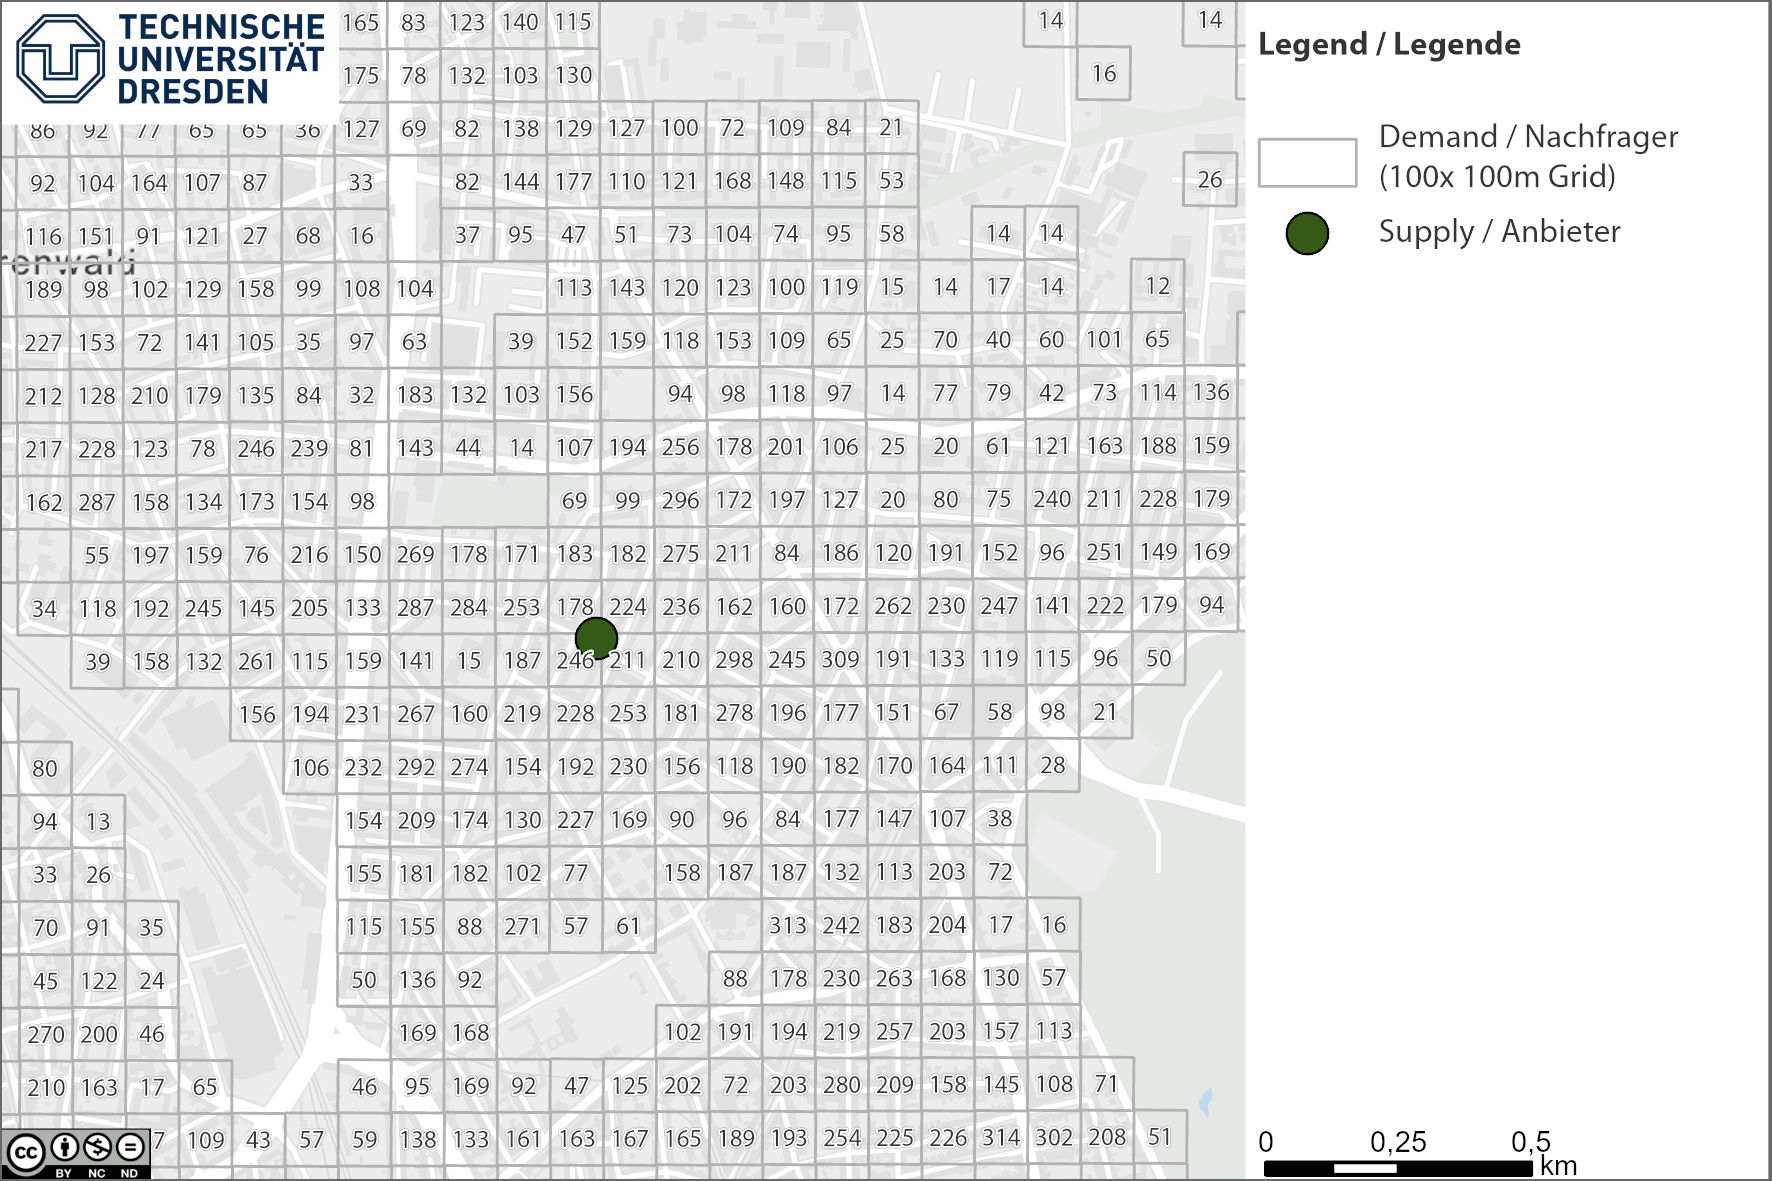 TECHNISCHE
UNIVERSITÄT
DRESDEN
165 83 123 140 115 14 14
175 78 132 103 130 16
86 92 77 65 65 36 127 69 82 138 129 127 100 72 109 84 21
92 104 164 107 87 33 82 144 177 110 121 168 148 115 53 26
116 151 91 121 27 68 16 37 95 47 51 73 104 74 95 58 14 14
189 98 102 129 158 99 108 104 113 143 120 123 100 119 15 14 17 14 12
227 153 72 141 105 35 97 63 39 152 159 118 153 109 65 25 70 40 60 101 65
212 128 210 179 135 84 32 183 132 103 156 94 98 118 97 14 77 79 42 73 114 136
217 228 123 78 246 239 81 143 44 14 107 194 256 178 201 106 25 20 61 121 163 188 159
162 287 158 134 173 154 98 69 99 296 172 197 127 20 80 75 240 211 228 179
55 197 159 76 216 150 269 178 171 183 182 275 211 84 186 120 191 152 96 251 149 169
34 118 192 245 145 205 133 287 284 253 178 224 236 162 160 172 262 230 247 141 222 179 94
39 158 132 261 115 159 141 15 187 246 211 210 298 245 309 191 133 119 115 96 50
156 194 231 267 160 219 228 253 181 278 196 177 151 67 58 98 21
80 106 232 292 274 154 192 230 156 118 190 182 170 164 111 28
94 13 154 209 174 130 227 169 90 96 84 177 147 107 38
33 26 155 181 182 102 77 158 187 187 132 113 203 72
70 91 35 115 155 88 271 57 61 313 242 183 204 17 16
45 122 24 50 136 92 88 178 230 263 168 130 57
270 200 46 169 168 102 191 194 219 257 203 157 113
210 163 17 65 46 95 169 92 47 125 202 72 203 280 209 158 145 108 71
7 109 43 57 59 138 133 161 163 167 165 189 193 254 225 226 314 302 208 51
cc BY NC ND
Legend / Legende
Demand / Nachfrager
(100x 100m Grid)
Supply / Anbieter
0 0,25 0,5
km